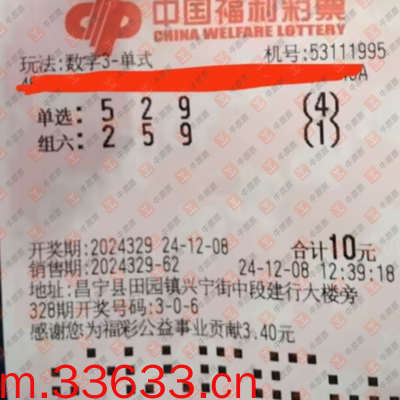 中国福利彩票
CHINA WELFARE LOTTERY
玩法:数字3-单式 机号:53111995
单选: 5 2 9 (4)
组六: 2 5 9 (1)
开奖期:2024329 24-12-08 合计10元
销售期:2024329-62 24-12-08 12:39:18
地址:昌宁县田园镇兴宁街中段建行大楼旁
328期开奖号码:3-0-6
感谢您为福彩公益事业贡献3.40元
m.33633.cn